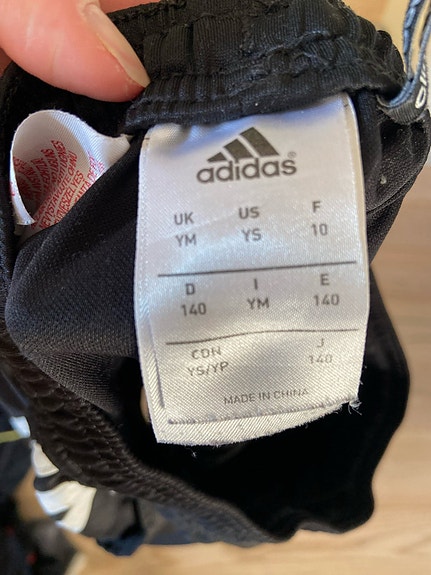 adidas®
UK US F
YM YS 10
D I E
140 YM 140
CDN J
YS/YP 140
MADE IN CHINA